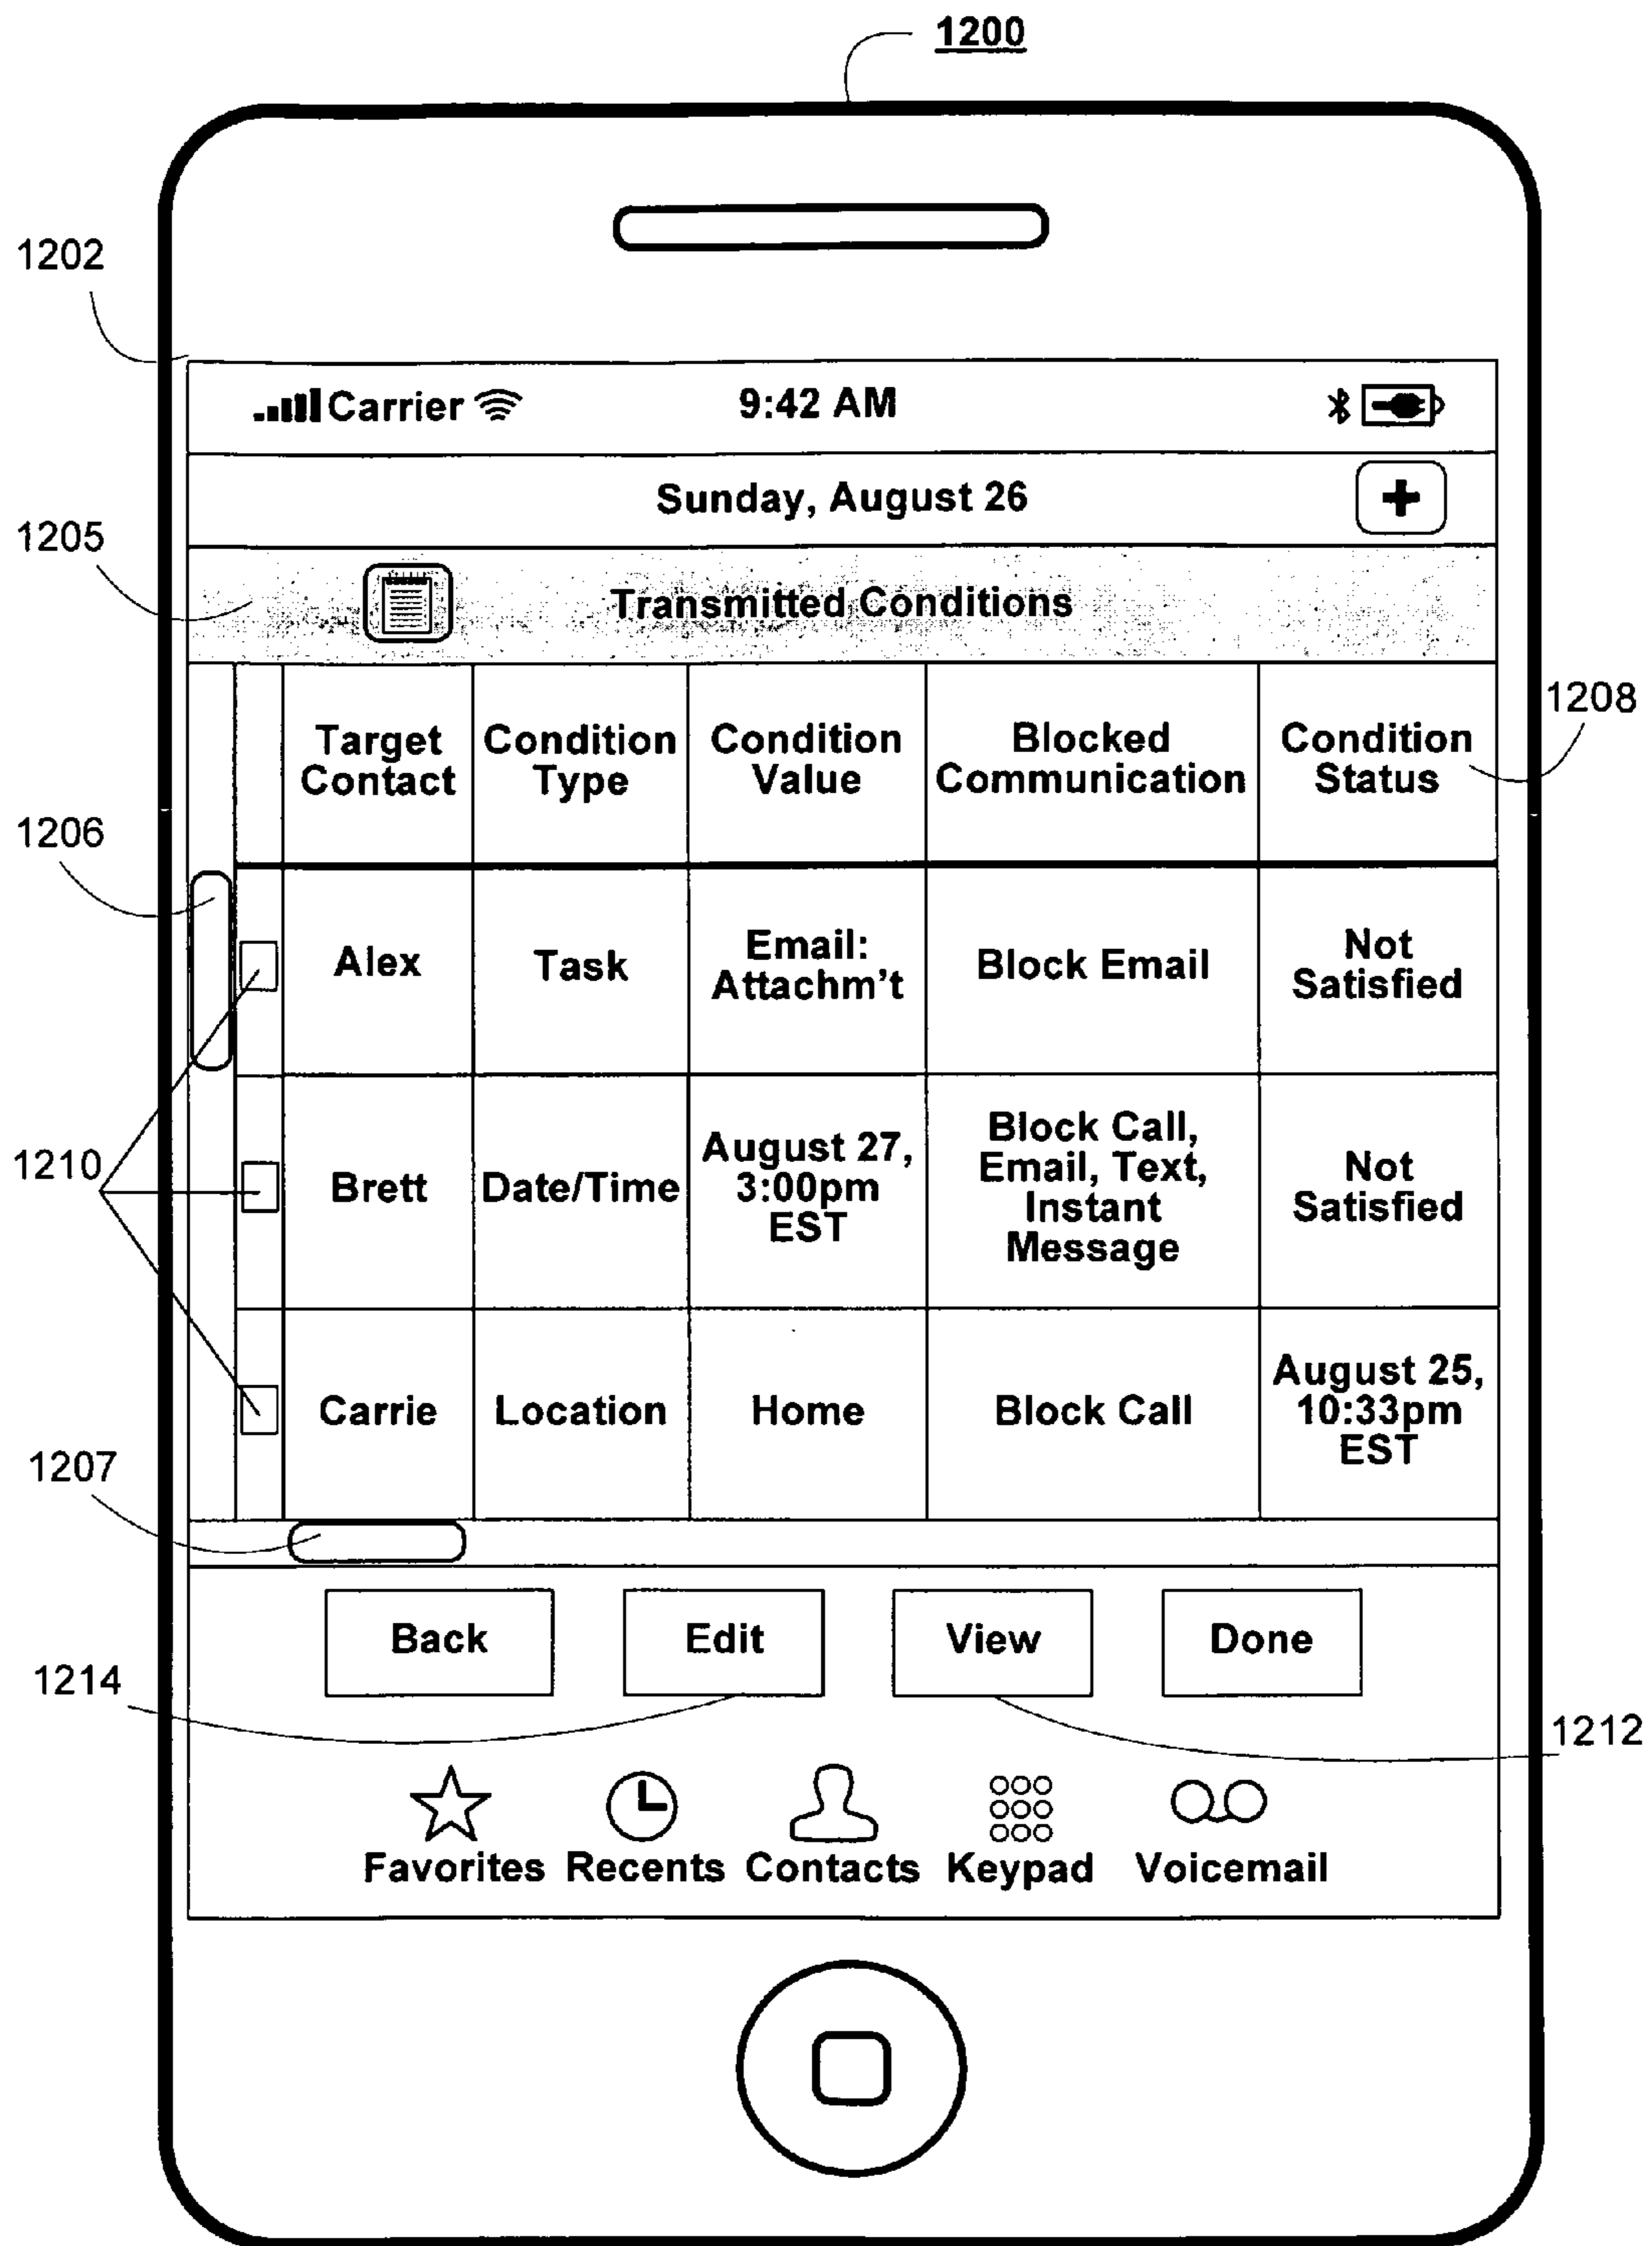 1200
1202
Carrier 9:42 AM
Sunday, August 26 +
1205
Transmitted Conditions
1208
Target Contact
Condition Type
Condition Value
Blocked Communication
Condition Status
1206
Alex
Task
Email: Attachm't
Block Email
Not Satisfied
1210
Brett
Date/Time
August 27, 3:00pm EST
Block Call, Email, Text, Instant Message
Not Satisfied
Carrie
Location
Home
Block Call
August 25, 10:33pm EST
1207
Back Edit View Done
1214
1212
Favorites Recents Contacts Keypad Voicemail